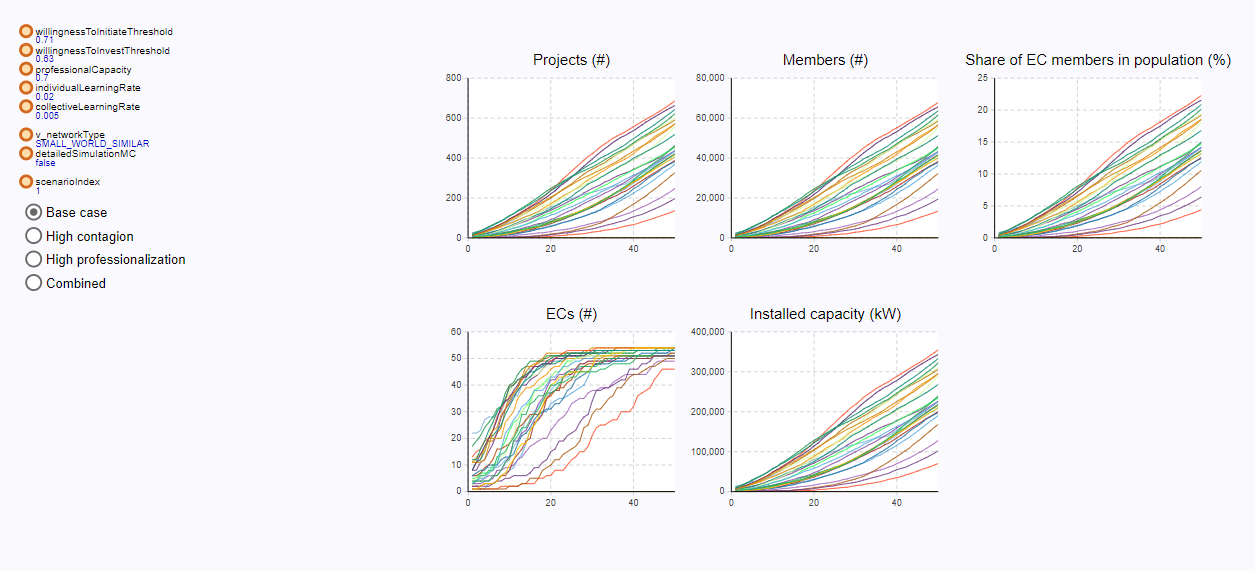 willingnessToInitiateThreshold
0.71
willingnessToInvestThreshold
0.63
professionalCapacity
0.7
individualLearningRate
0.02
collectiveLearningRate
0.005
v_networkType
SMALL_WORLD_SIMILAR
detailedSimulationMC
false
scenarioIndex
1
Base case
High contagion
High professionalization
Combined
Projects (#)
800
600
400
200
0
0 20 40
Members (#)
80,000
60,000
40,000
20,000
0
0 20 40
Share of EC members in population (%)
25
20
15
10
5
0
0 20 40
ECs (#)
60
50
40
30
20
10
0
0 20 40
Installed capacity (kW)
400,000
300,000
200,000
100,000
0
0 20 40